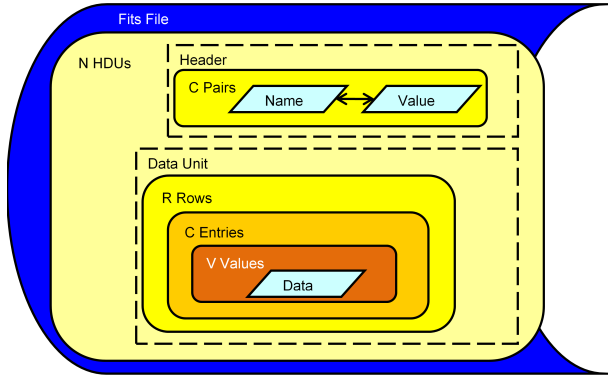 Fits File
N HDUs
Header
C Pairs
Name
Value
Data Unit
R Rows
C Entries
V Values
Data